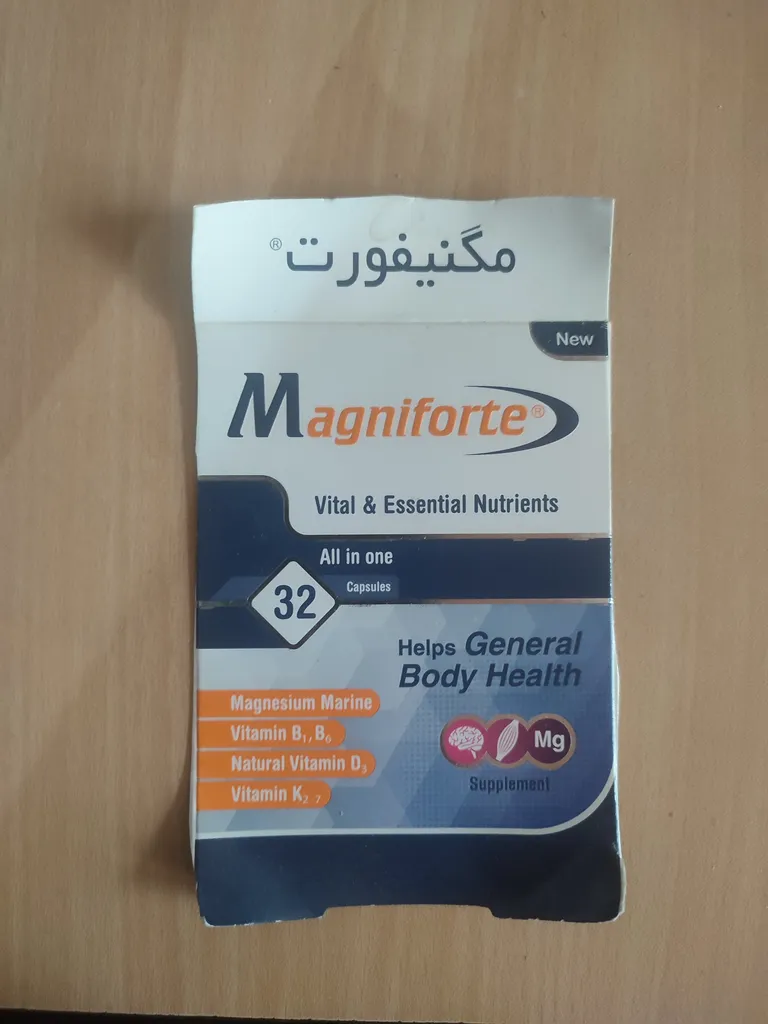 مگنیفورت®
New
Magniforte®
Vital & Essential Nutrients
All in one
32 Capsules
Helps General
Body Health
Magnesium Marine
Vitamin B₁, B₆
Natural Vitamin D₃
Vitamin K₂ ₇
Mg
Supplement